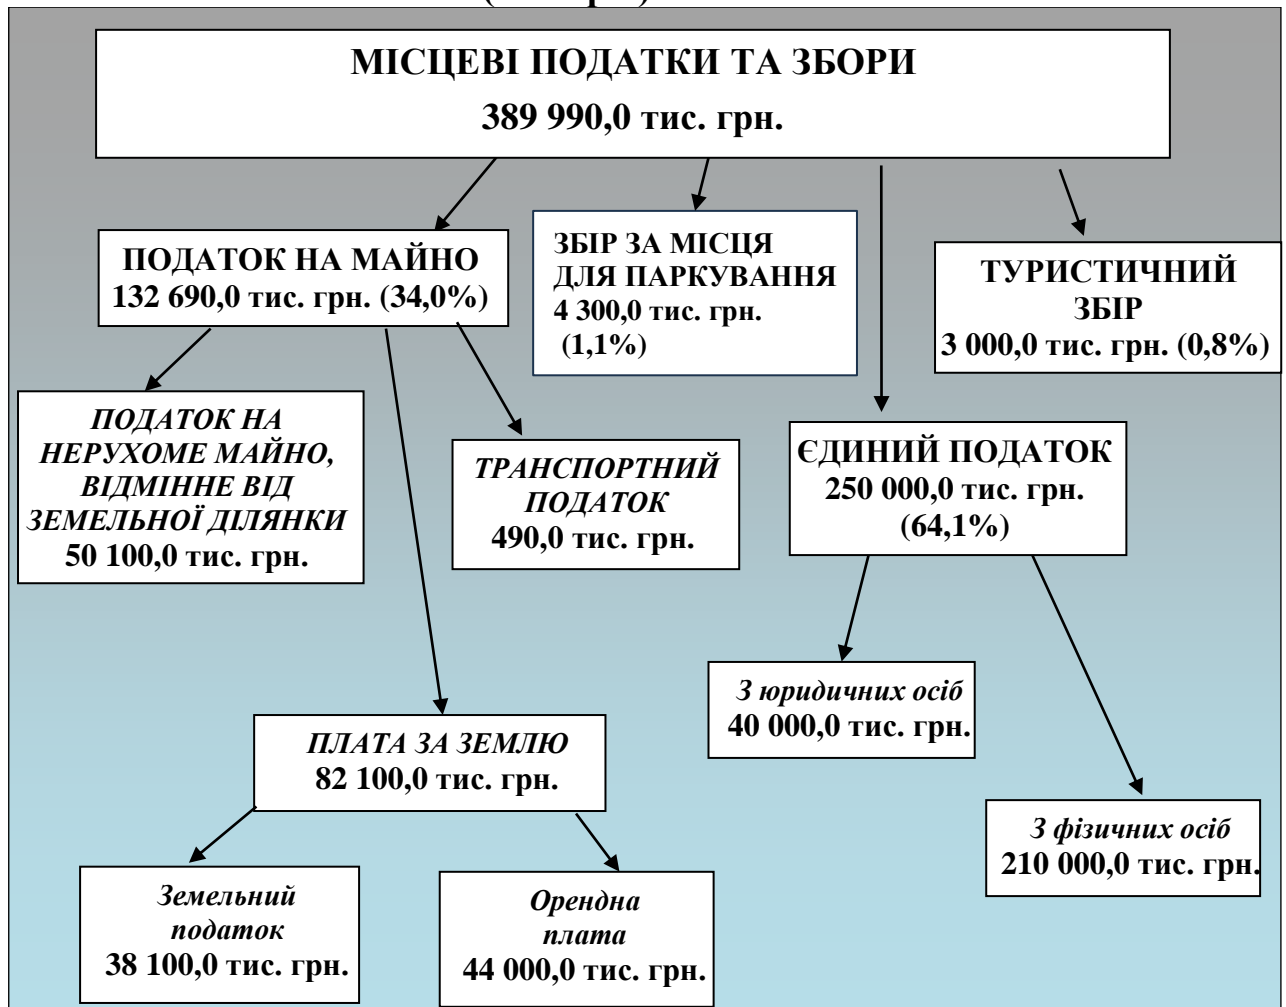 МІСЦЕВІ ПОДАТКИ ТА ЗБОРИ
389 990,0 тис. грн.
ПОДАТОК НА МАЙНО
132 690,0 тис. грн. (34,0%)
ЗБІР ЗА МІСЦЯ
ДЛЯ ПАРКУВАННЯ
4 300,0 тис. грн.
(1,1%)
ТУРИСТИЧНИЙ
ЗБІР
3 000,0 тис. грн. (0,8%)
ПОДАТОК НА
НЕРУХОМЕ МАЙНО,
ВІДМІННЕ ВІД
ЗЕМЕЛЬНОЇ ДІЛЯНКИ
50 100,0 тис. грн.
ТРАНСПОРТНИЙ
ПОДАТОК
490,0 тис. грн.
ЄДИНИЙ ПОДАТОК
250 000,0 тис. грн.
(64,1%)
З юридичних осіб
40 000,0 тис. грн.
ПЛАТА ЗА ЗЕМЛЮ
82 100,0 тис. грн.
З фізичних осіб
210 000,0 тис. грн.
Земельний
податок
38 100,0 тис. грн.
Орендна
плата
44 000,0 тис. грн.